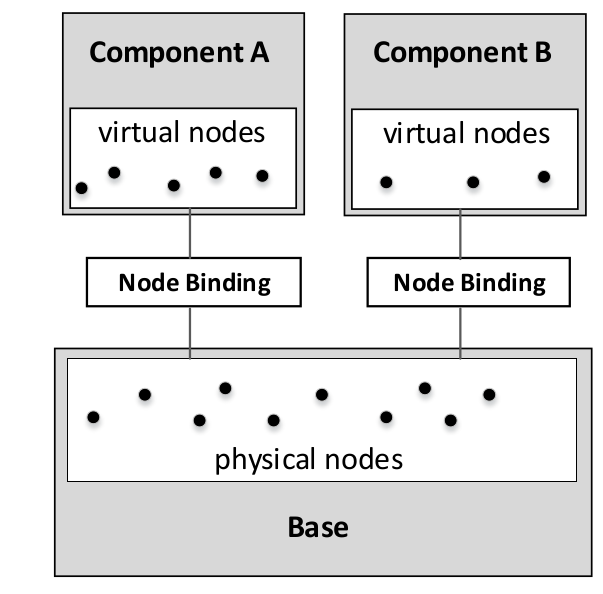 Component A
Component B
virtual nodes
virtual nodes
Node Binding
Node Binding
physical nodes
Base